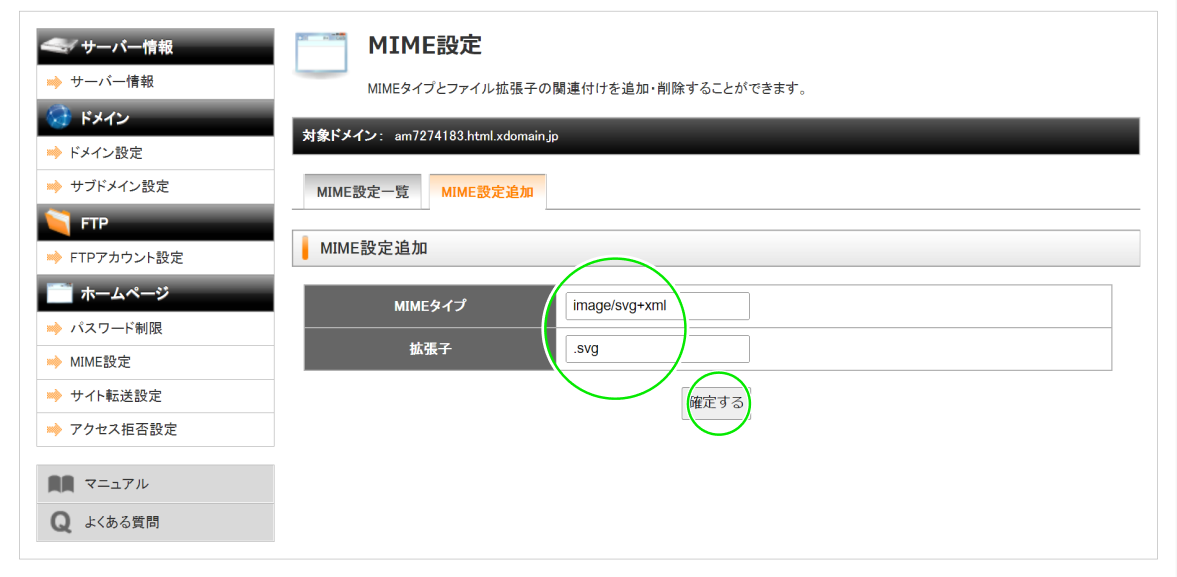 サーバー情報
サーバー情報
ドメイン
ドメイン設定
サブドメイン設定
FTP
FTPアカウント設定
ホームページ
パスワード制限
MIME設定
サイト転送設定
アクセス拒否設定
マニュアル
よくある質問
MIME設定
MIMEタイプとファイル拡張子の関連付けを追加・削除することができます。
対象ドメイン: am7274183.html.xdomain.jp
MIME設定一覧 MIME設定追加
MIME設定追加
MIMEタイプ image/svg+xml
拡張子 .svg
確定する